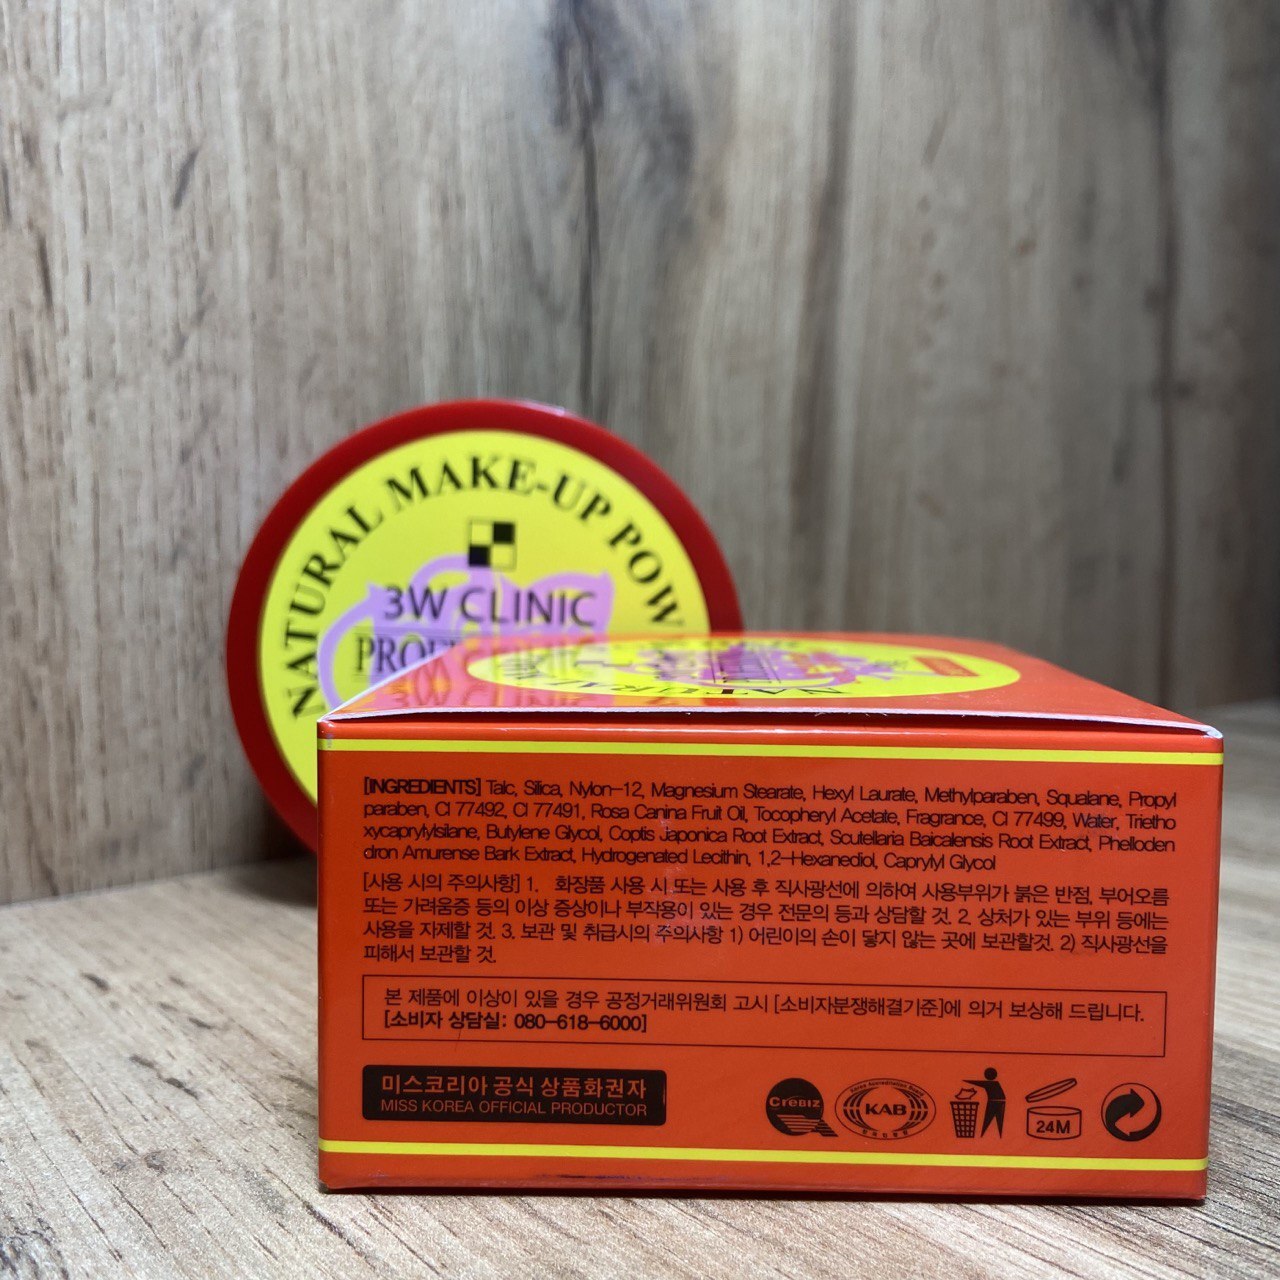 NATURAL MAKE-UP POW
3W CLINIC
NATURAL
[INGREDIENTS] Talc, Silica, Nylon-12, Magnesium Stearate, Hexyl Laurate, Methylparaben, Squalane, Propyl
paraben, CI 77492, CI 77491, Rosa Canina Fruit Oil, Tocopheryl Acetate, Fragrance, CI 77499, Water, Trietho
xycaprylylsilane, Butylene Glycol, Coptis Japonica Root Extract, Scutellaria Baicalensis Root Extract, Phelloden
dron Amurense Bark Extract, Hydrogenated Lecithin, 1,2-Hexanediol, Caprylyl Glycol
[사용 시의 주의사항] 1. 화장품 사용 시 또는 사용 후 직사광선에 의하여 사용부위가 붉은 반점, 부어오름
또는 가려움증 등의 이상 증상이나 부작용이 있는 경우 전문의 등과 상담할 것. 2. 상처가 있는 부위 등에는
사용을 자제할 것. 3. 보관 및 취급시의 주의사항 1) 어린이의 손이 닿지 않는 곳에 보관할것. 2) 직사광선을
피해서 보관할 것.
본 제품에 이상이 있을 경우 공정거래위원회 고시 [소비자분쟁해결기준]에 의거 보상해 드립니다.
[소비자 상담실: 080-618-6000]
미스코리아 공식 상품화권자
MISS KOREA OFFICIAL PRODUCTOR
CreBIZ
KAB
24M